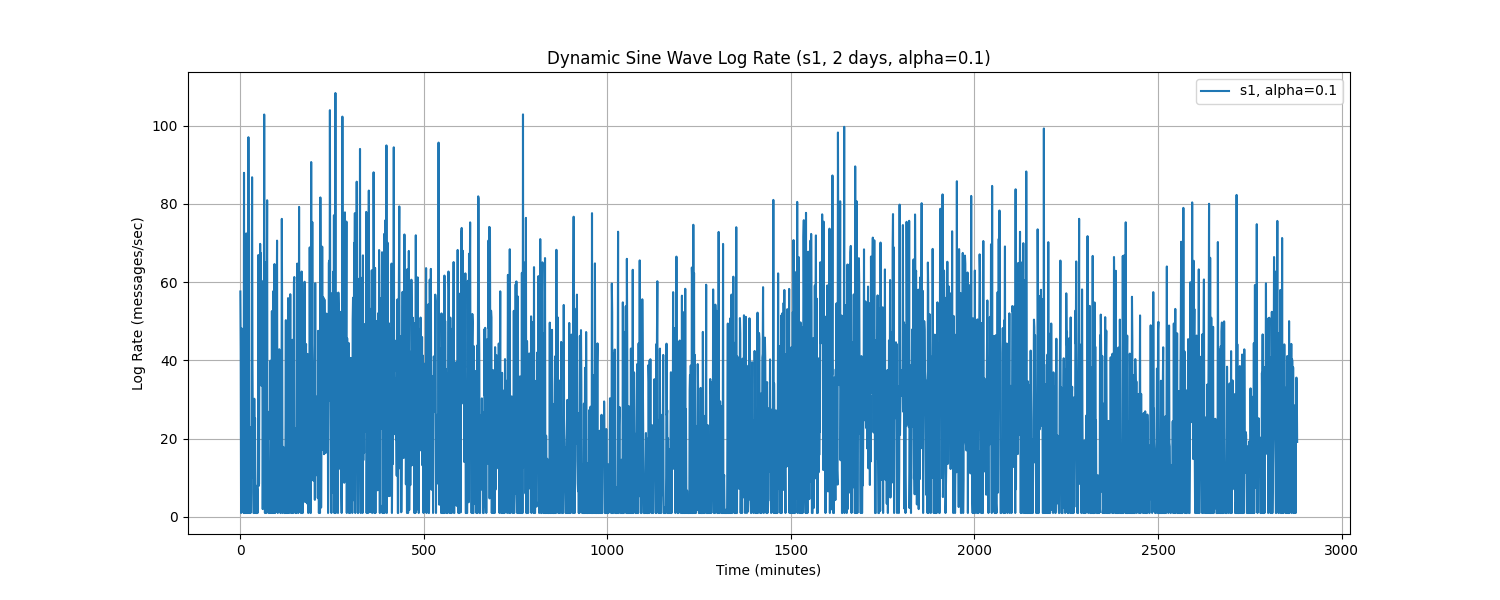 Dynamic Sine Wave Log Rate (s1, 2 days, alpha=0.1)
s1, alpha=0.1
Log Rate (messages/sec)
100
80
60
40
20
0
0 500 1000 1500 2000 2500 3000
Time (minutes)